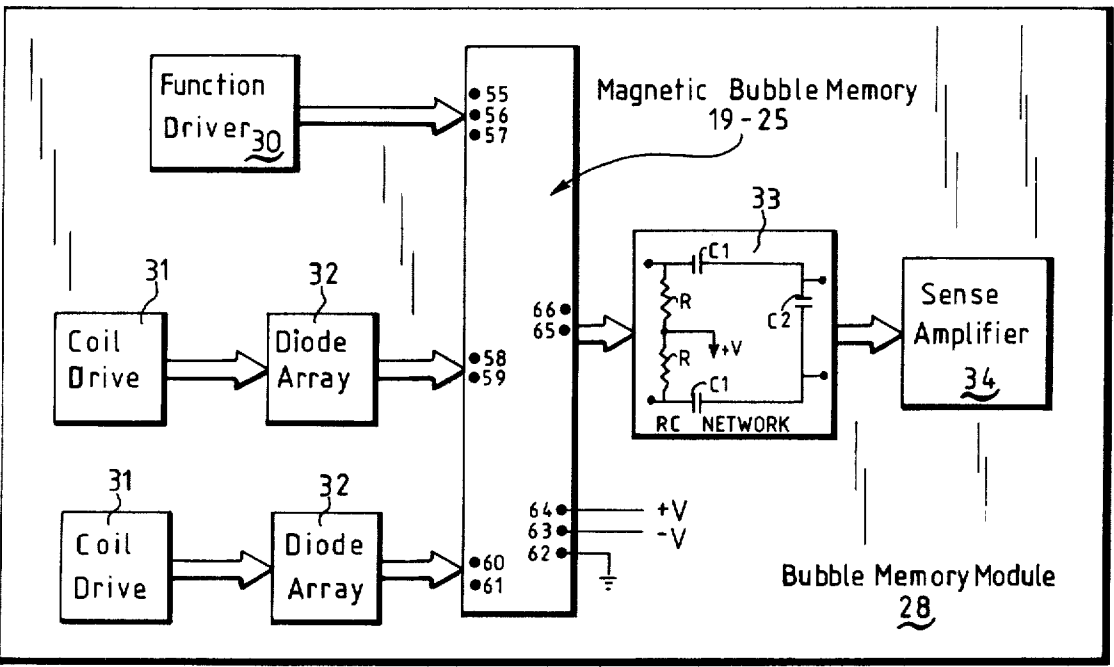 Function
Driver 30
55
56
57
Magnetic Bubble Memory
19-25
31
Coil
Drive
32
Diode
Array
58
59
66
65
33
C1
R
C2
+V
R
C1
RC NETWORK
Sense
Amplifier
34
31
Coil
Drive
32
Diode
Array
60
61
64
+V
63
-V
62
Bubble Memory Module
28